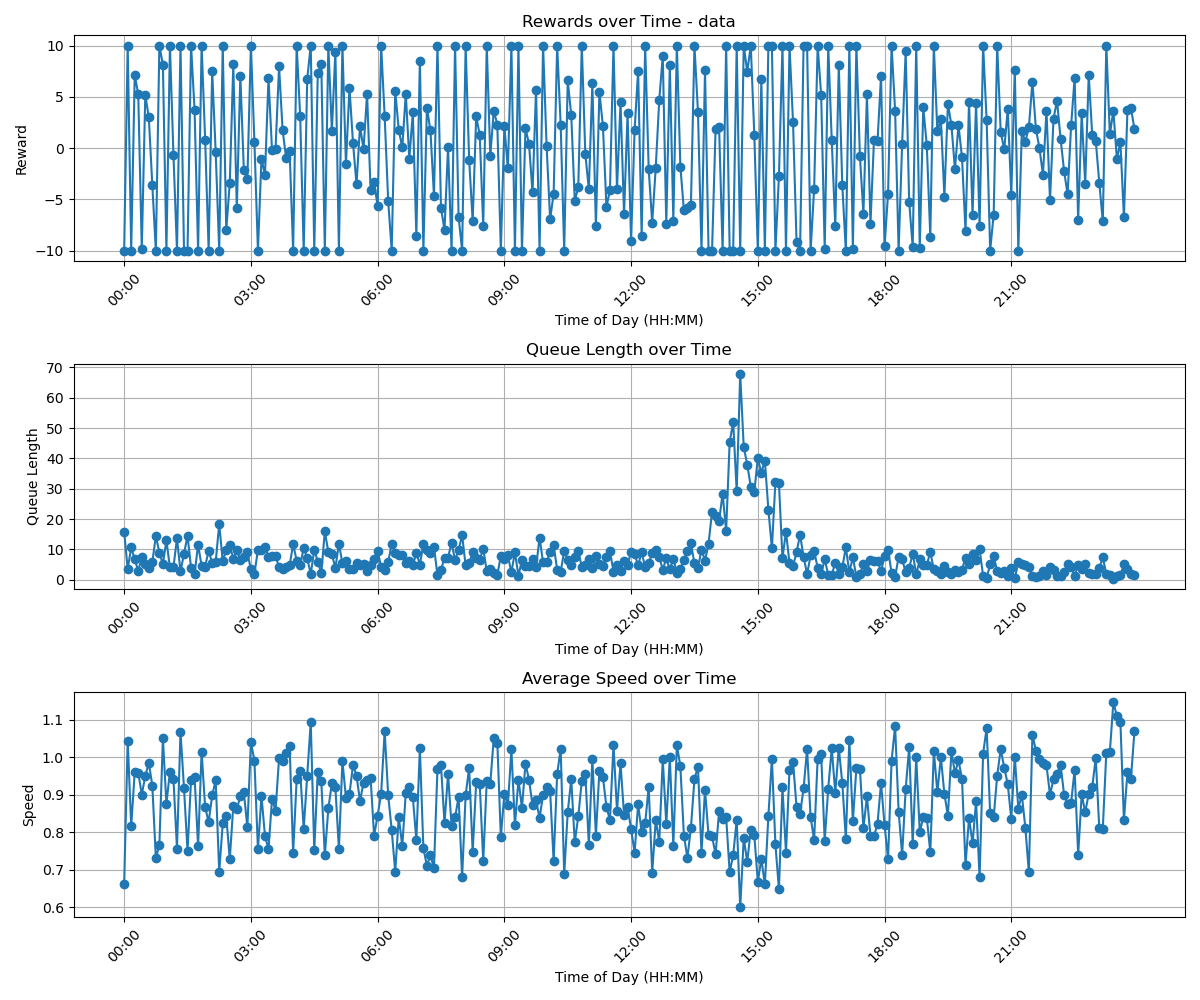 Rewards over Time - data
10
5
0
−5
−10
Reward
00:00 03:00 06:00 09:00 12:00 15:00 18:00 21:00
Time of Day (HH:MM)
Queue Length over Time
70
60
50
40
30
20
10
0
Queue Length
00:00 03:00 06:00 09:00 12:00 15:00 18:00 21:00
Time of Day (HH:MM)
Average Speed over Time
1.1
1.0
0.9
0.8
0.7
0.6
Speed
00:00 03:00 06:00 09:00 12:00 15:00 18:00 21:00
Time of Day (HH:MM)